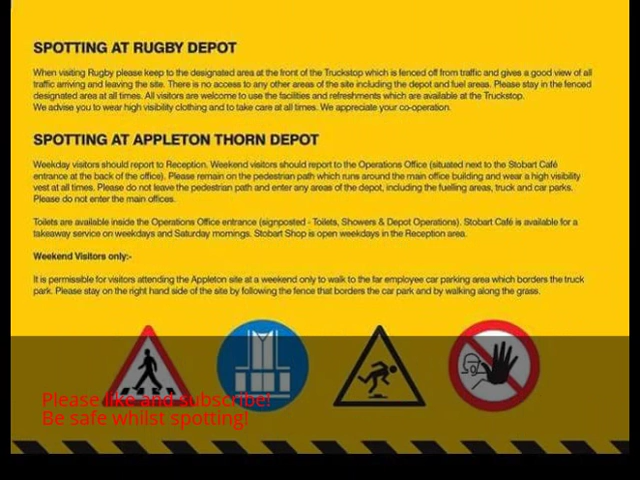 SPOTTING AT RUGBY DEPOT
When visiting Rugby please keep to the designated area at the front of the Truckstop which is fenced off from traffic and gives a good view of all
traffic arriving and leaving the site. There is no access to any other areas of the site including the depot and fuel areas. Please stay in the fenced
designated area at all times. All visitors are welcome to use the facilities and refreshments which are available at the Truckstop.
We advise you to wear high visibility clothing and to take care at all times. We appreciate your co-operation.
SPOTTING AT APPLETON THORN DEPOT
Weekday visitors should report to Reception. Weekend visitors should report to the Operations Office (situated next to the Stobart Café
entrance at the back of the office). Please remain on the pedestrian path which runs around the main office building and wear a high visibility
vest at all times. Please do not leave the pedestrian path and enter any areas of the depot, including the fuelling areas, truck and car parks.
Please do not enter the main offices.
Toilets are available inside the Operations Office entrance (signposted - Toilets, Showers & Depot Operations). Stobart Café is available for a
takeaway service on weekdays and Saturday mornings. Stobart Shop is open weekdays in the Reception area.
Weekend Visitors only:-
It is permissible for visitors attending the Appleton site at a weekend only to walk to the far employee car parking area which borders the truck
park. Please stay on the right hand side of the site by following the fence that borders the car park and by walking along the grass.
Please like and subscribe!
Be safe whilst spotting!